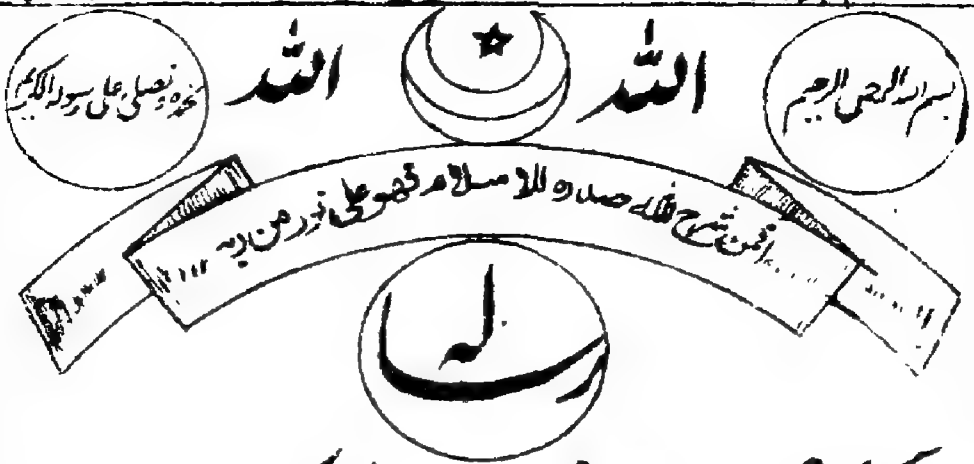 بسم اللہ الرحمن الرحیم
اللہ
اللہ
نحمدہ ونصلی علی رسولہ الکریم
افمن شرح اللہ صدرہ للاسلام فھو علی نور من ربہ
رسالہ